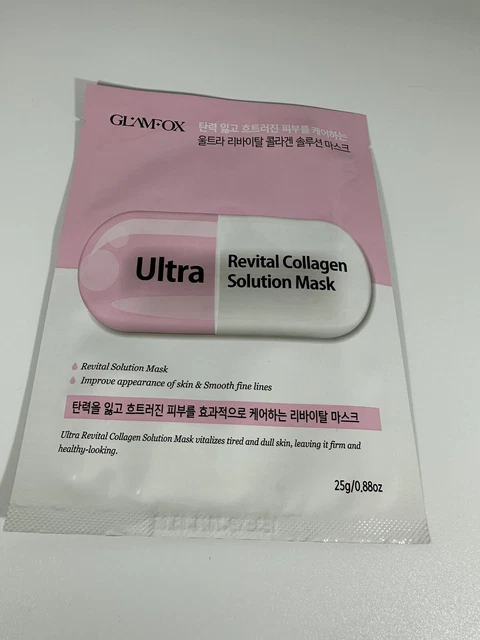 GLAM·FOX
탄력 잃고 흐트러진 피부를 케어하는
울트라 리바이탈 콜라겐 솔루션 마스크
Ultra
Revital Collagen
Solution Mask
Revital Solution Mask
Improve appearance of skin & Smooth fine lines
탄력을 잃고 흐트러진 피부를 효과적으로 케어하는 리바이탈 마스크
Ultra Revital Collagen Solution Mask vitalizes tired and dull skin, leaving it firm and
healthy-looking.
25g/0.88oz